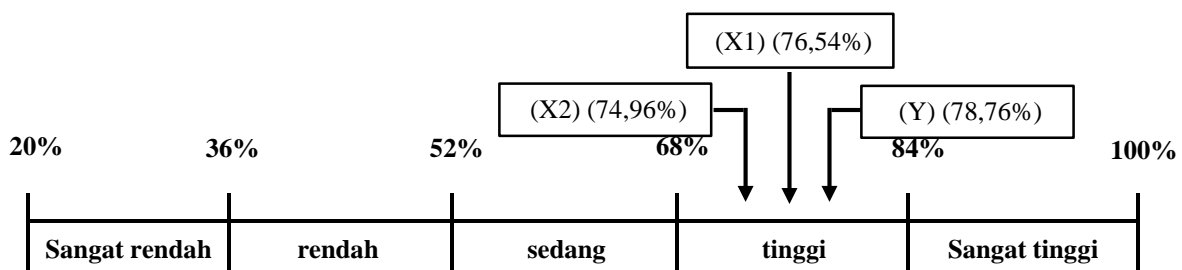 (X1) (76,54%)
(X2) (74,96%)
(Y) (78,76%)
20%
36%
52%
68%
84%
100%
Sangat rendah
rendah
sedang
tinggi
Sangat tinggi